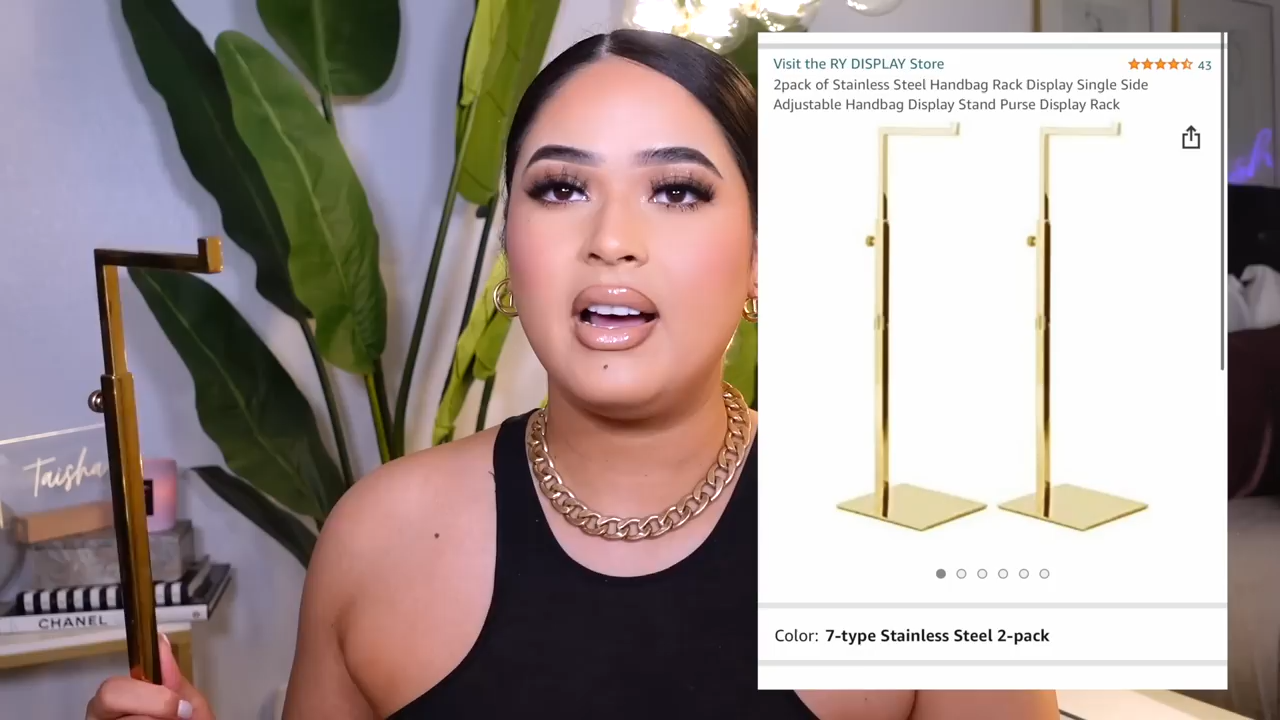 Taisha
CHANEL
Visit the RY DISPLAY Store
43
2pack of Stainless Steel Handbag Rack Display Single Side
Adjustable Handbag Display Stand Purse Display Rack
Color: 7-type Stainless Steel 2-pack